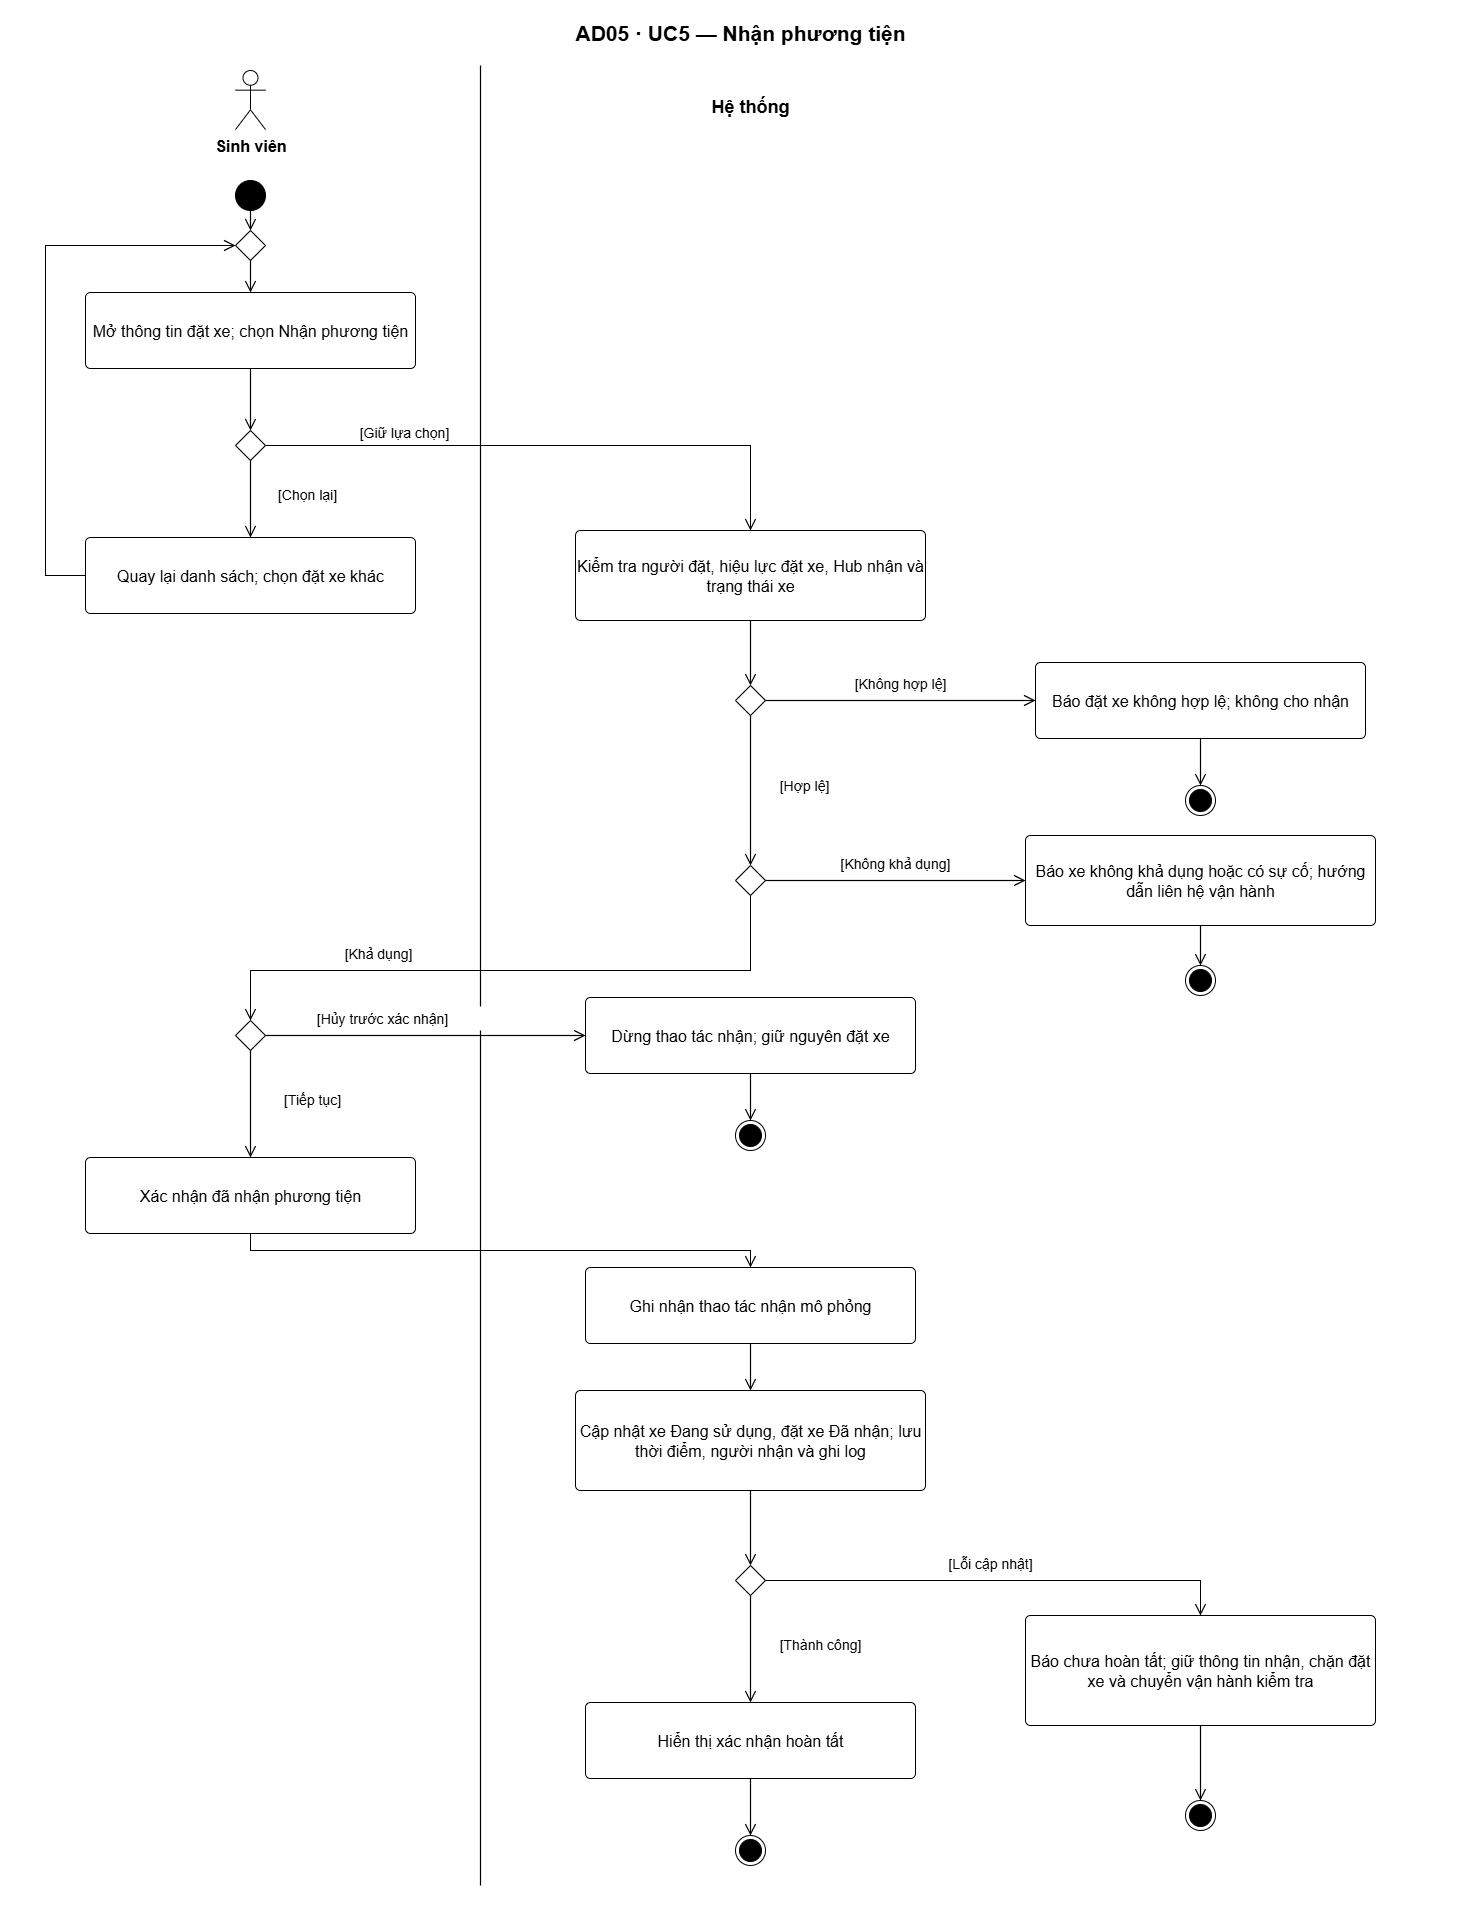 AD05 · UC5 — Nhận phương tiện
Hệ thống
Sinh viên
Mở thông tin đặt xe; chọn Nhận phương tiện
[Giữ lựa chọn]
[Chọn lại]
Quay lại danh sách; chọn đặt xe khác
Kiểm tra người đặt, hiệu lực đặt xe, Hub nhận và
trạng thái xe
[Không hợp lệ]
Báo đặt xe không hợp lệ; không cho nhận
[Hợp lệ]
[Không khả dụng]
Báo xe không khả dụng hoặc có sự cố; hướng
dẫn liên hệ vận hành
[Khả dụng]
[Hủy trước xác nhận]
Dừng thao tác nhận; giữ nguyên đặt xe
[Tiếp tục]
Xác nhận đã nhận phương tiện
Ghi nhận thao tác nhận mô phỏng
Cập nhật xe Đang sử dụng, đặt xe Đã nhận; lưu
thời điểm, người nhận và ghi log
[Lỗi cập nhật]
[Thành công]
Báo chưa hoàn tất; giữ thông tin nhận, chặn đặt
xe và chuyển vận hành kiểm tra
Hiển thị xác nhận hoàn tất